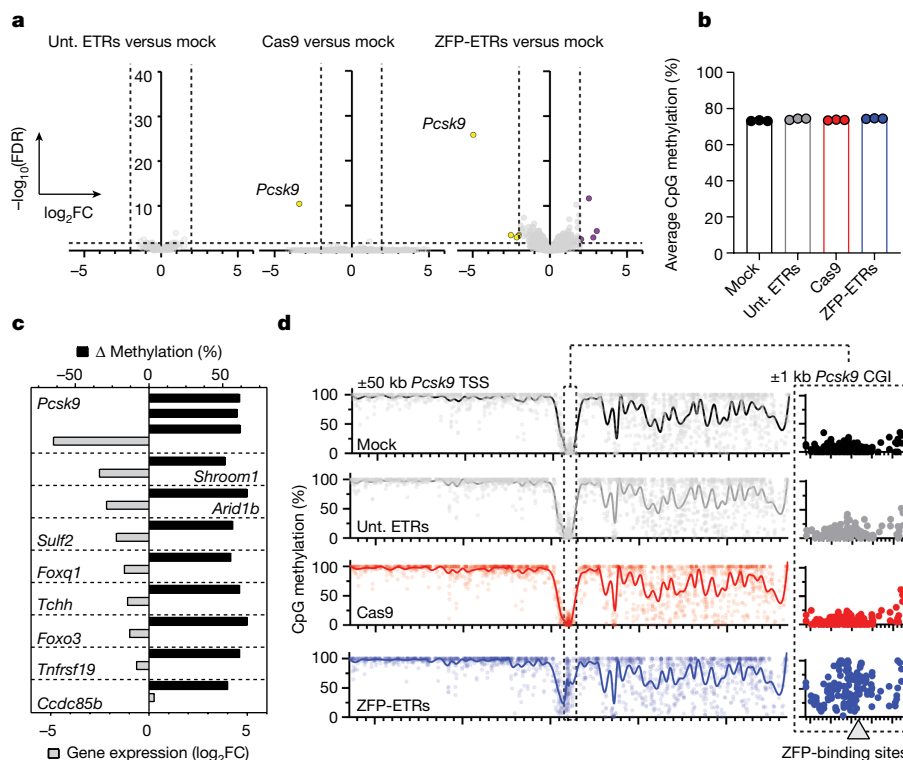 a
Unt. ETRs versus mock
Cas9 versus mock
ZFP-ETRs versus mock
−log10(FDR)
log2FC
40
30
20
10
Pcsk9
Pcsk9
−5 0 5
−5 0 5
−5 0 5
b
Average CpG methylation (%)
100
80
60
40
20
0
Mock
Unt. ETRs
Cas9
ZFP-ETRs
c
Δ Methylation (%)
−50 0 50
Pcsk9
Shroom1
Arid1b
Sulf2
Foxq1
Tchh
Foxo3
Tnfrsf19
Ccdc85b
−5 0 5
Gene expression (log2FC)
d
±50 kb Pcsk9 TSS
±1 kb Pcsk9 CGI
CpG methylation (%)
100
50
0
Mock
100
50
0
Unt. ETRs
100
50
0
Cas9
100
50
0
ZFP-ETRs
ZFP-binding sites